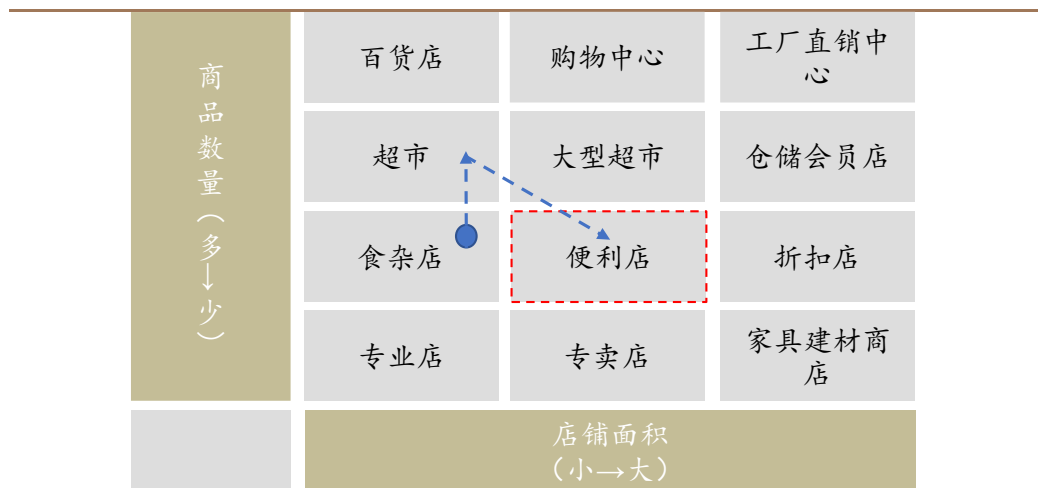 商品数量（多→少）
百货店
购物中心
工厂直销中
心
超市
大型超市
仓储会员店
食杂店
便利店
折扣店
专业店
专卖店
家具建材商
店
店铺面积
（小→大）